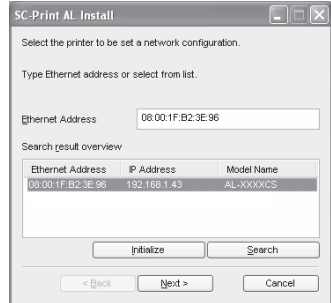 SC-Print AL Install
Select the printer to be set a network configuration.
Type Ethernet address or select from list.
Ethernet Address 08:00:1F:B2:3E:96
Search result overview
Ethernet Address IP Address Model Name
08:00:1F:B2:3E:96 192.168.1.43 AL-XXXXCS
Initialize Search
< Back Next > Cancel